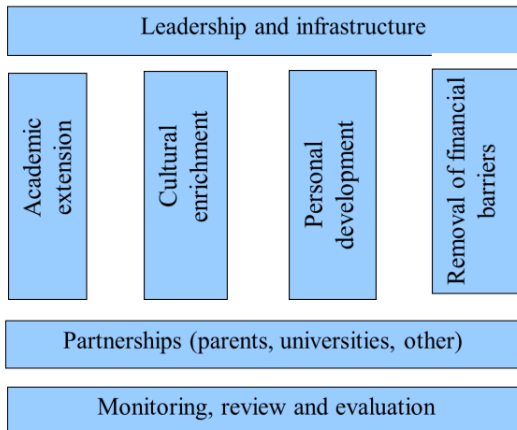 Leadership and infrastructure
Academic
extension
Cultural
enrichment
Personal
development
Removal of financial
barriers
Partnerships (parents, universities, other)
Monitoring, review and evaluation